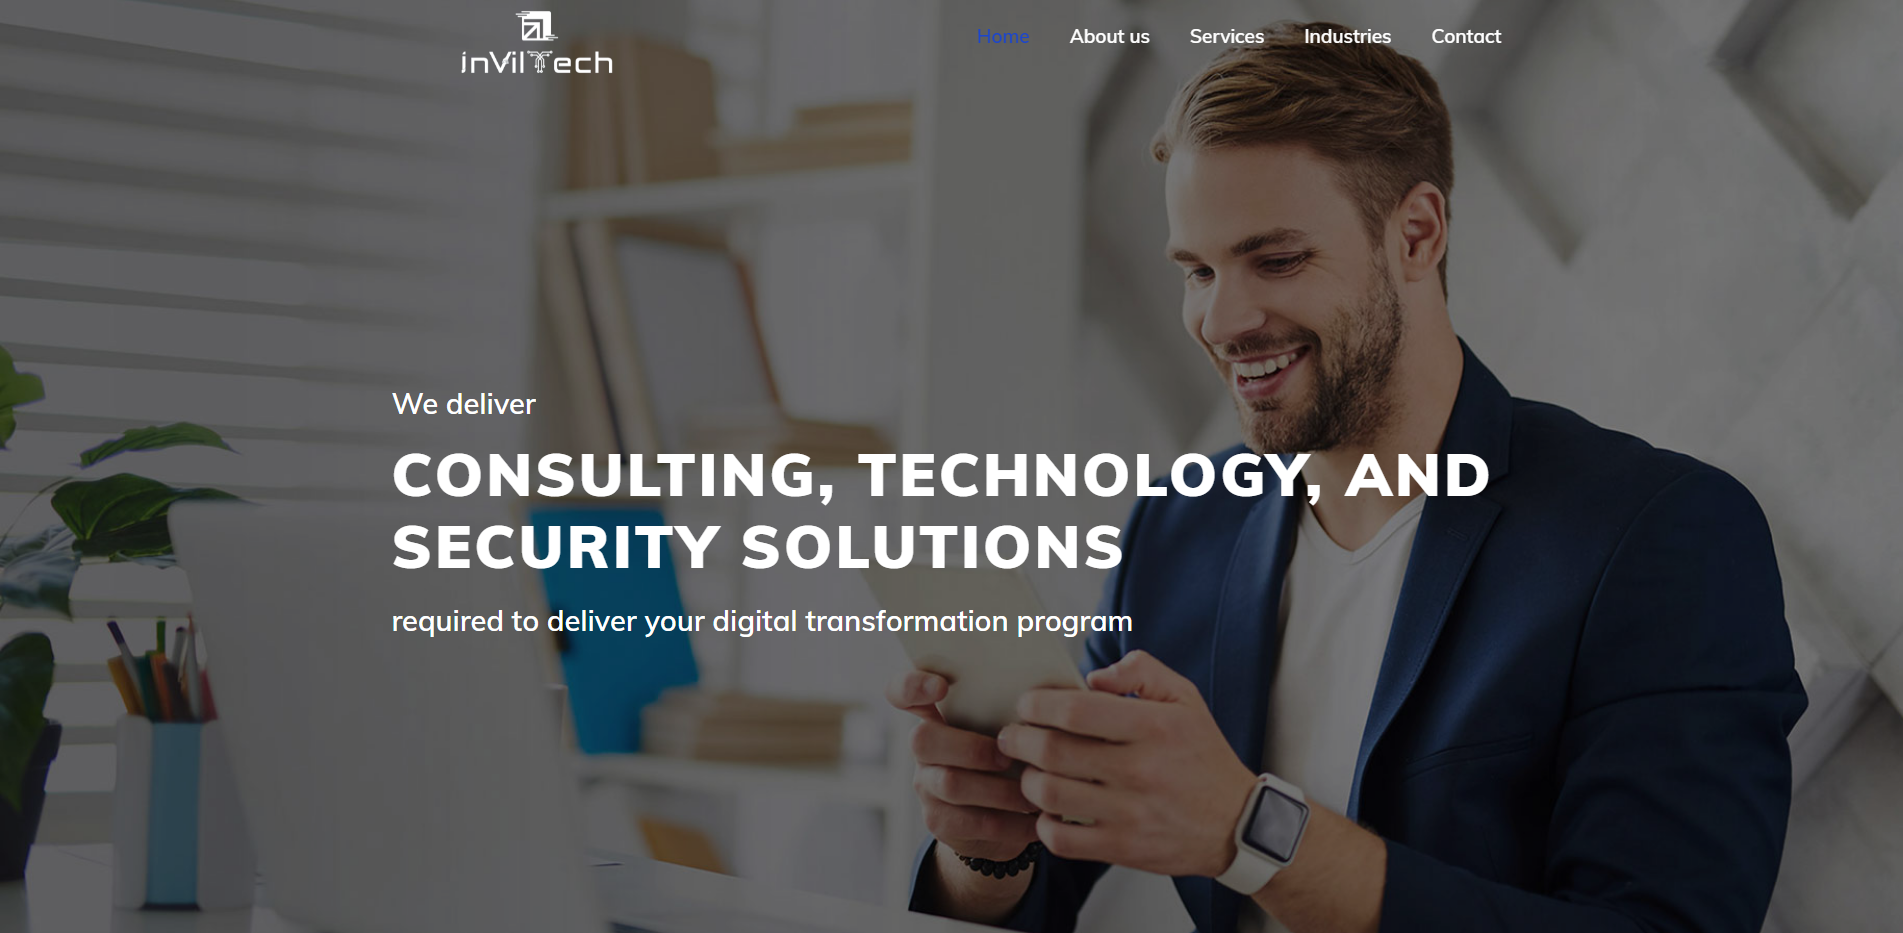 inVilTech
Home About us Services Industries Contact
We deliver
CONSULTING, TECHNOLOGY, AND
SECURITY SOLUTIONS
required to deliver your digital transformation program